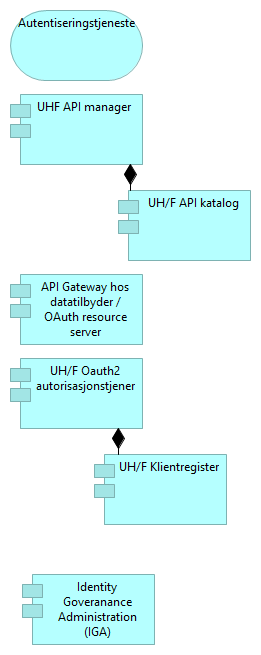 Autentiseringstjeneste
UHF API manager
UH/F API katalog
API Gateway hos
datatilbyder /
OAuth resource
server
UH/F Oauth2
autorisasjonstjener
UH/F Klientregister
Identity
Goveranance
Administration
(IGA)